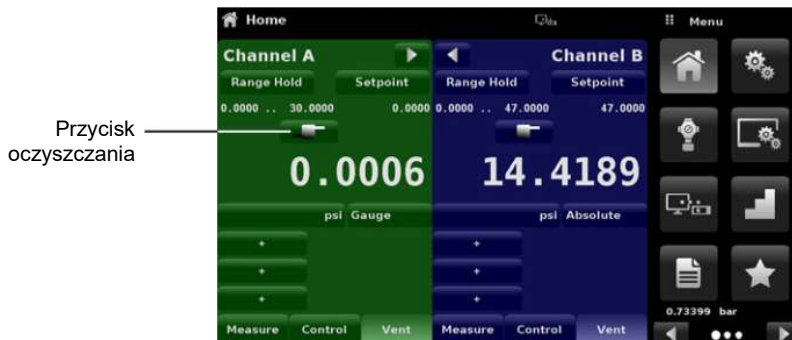 Home
Menu
Channel A
Channel B
Range Hold Setpoint Range Hold Setpoint
0.0000 .. 30.0000 0.0000 0.0000 .. 47.0000 47.0000
Przycisk
oczyszczania
0.0006 14.4189
psi Gauge psi Absolute
+ +
+ +
+ +
0.73399 bar
Measure Control Vent Measure Control Vent